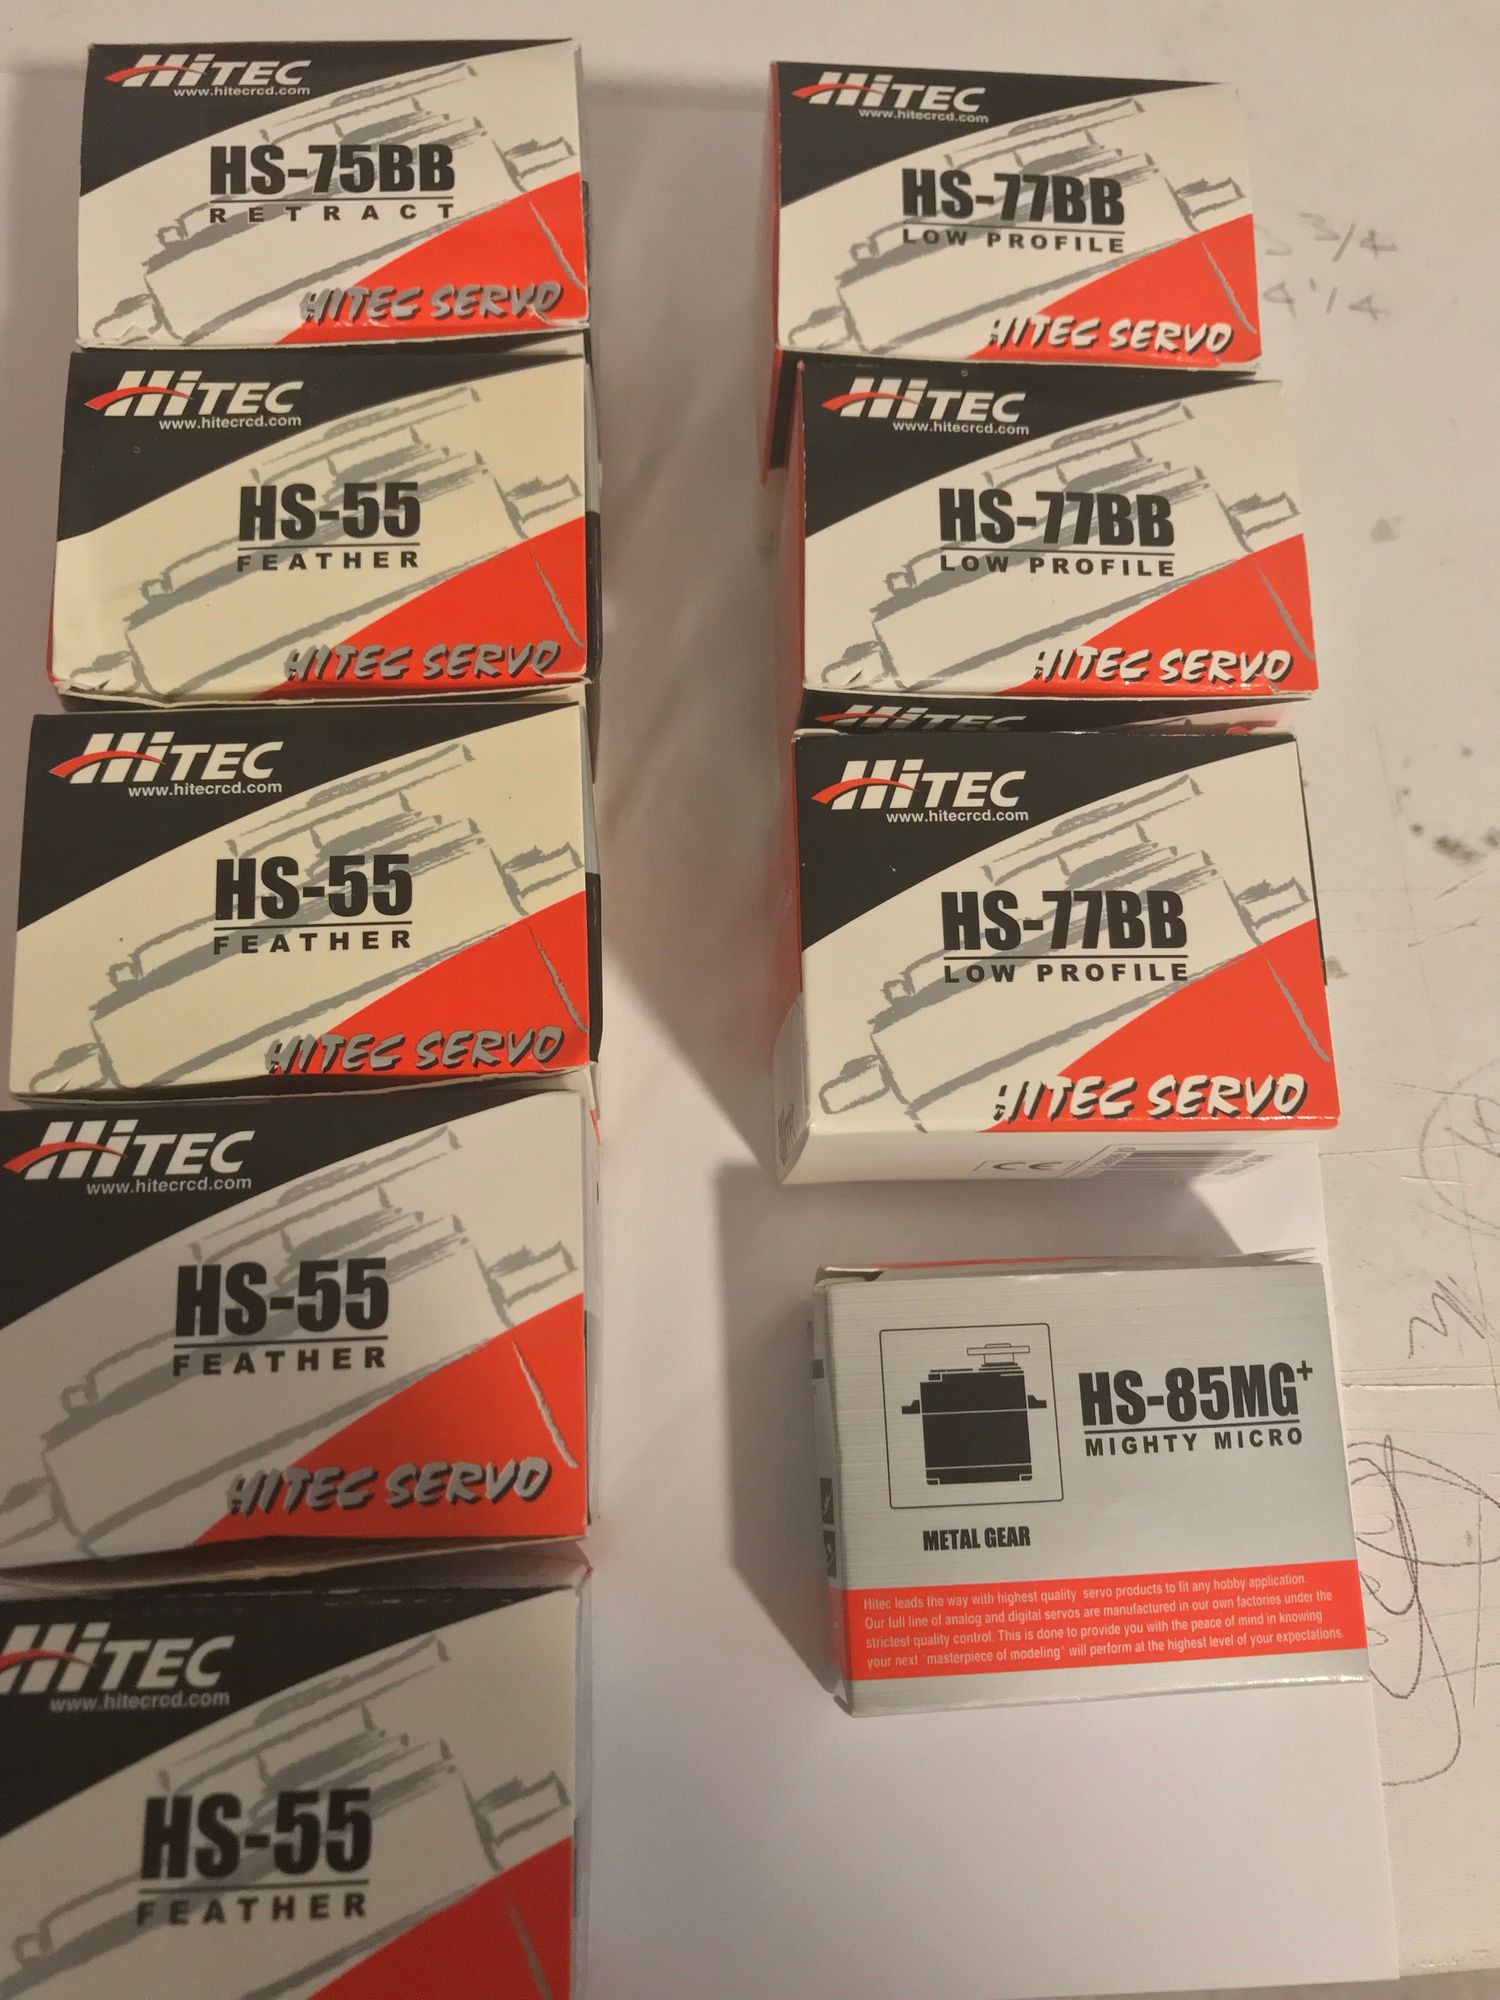 HiTEC
www.hitecrcd.com
HS-75BB
RETRACT
HITEC SERVO
HiTEC
www.hitecrcd.com
HS-55
FEATHER
HITEC SERVO
HiTEC
www.hitecrcd.com
HS-55
FEATHER
HITEC SERVO
HiTEC
www.hitecrcd.com
HS-55
FEATHER
HITEC SERVO
HiTEC
www.hitecrcd.com
HS-55
FEATHER
HiTEC
www.hitecrcd.com
HS-77BB
LOW PROFILE
HITEC SERVO
HiTEC
www.hitecrcd.com
HS-77BB
LOW PROFILE
HITEC SERVO
HiTEC
HiTEC
www.hitecrcd.com
HS-77BB
LOW PROFILE
HITEC SERVO
CE
HS-85MG+
MIGHTY MICRO
METAL GEAR
Hitec leads the way with highest quality servo products to fit any hobby application.
Our full line of analog and digital servos are manufactured in our own factories under the
strictest quality control. This is done to provide you with the peace of mind in knowing
your next "masterpiece of modeling" will perform at the highest level of your expectations.
3/4
4 1/4